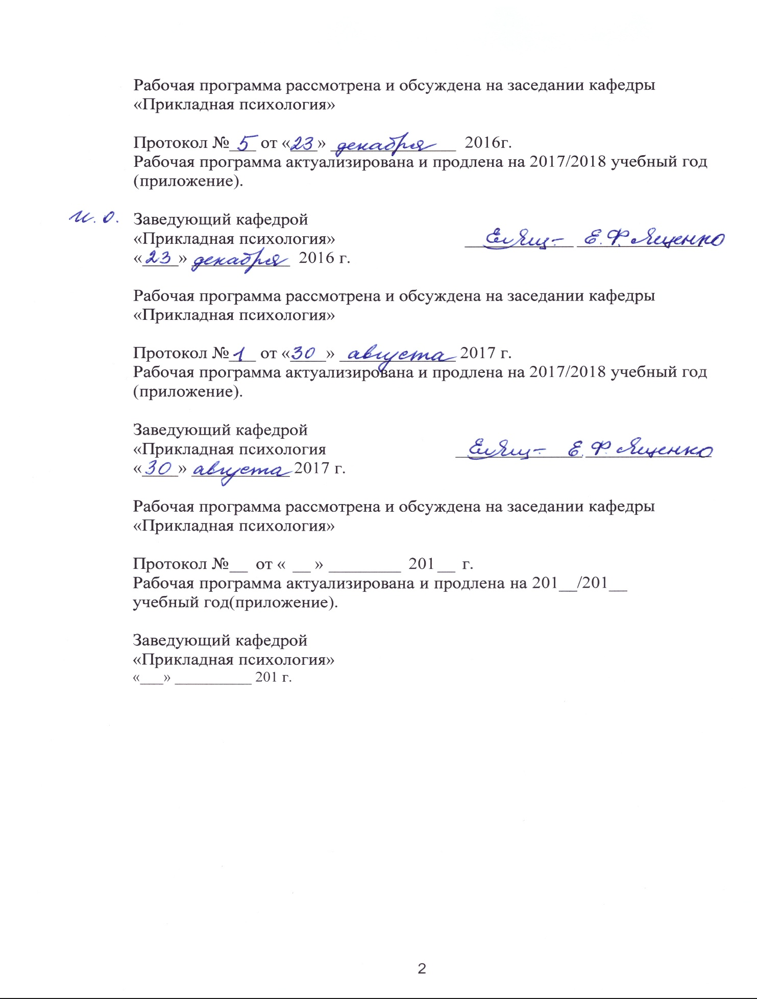 Рабочая программа рассмотрена и обсуждена на заседании кафедры
«Прикладная психология»
Протокол № 5 от «23» декабря 2016г.
Рабочая программа актуализирована и продлена на 2017/2018 учебный год
(приложение).
И. О. Заведующий кафедрой
«Прикладная психология» Е.Ф. Ященко
«23» декабря 2016 г.
Рабочая программа рассмотрена и обсуждена на заседании кафедры
«Прикладная психология»
Протокол № 1 от «30» августа 2017 г.
Рабочая программа актуализирована и продлена на 2017/2018 учебный год
(приложение).
Заведующий кафедрой
«Прикладная психология Е.Ф. Ященко
«30» августа 2017 г.
Рабочая программа рассмотрена и обсуждена на заседании кафедры
«Прикладная психология»
Протокол №__ от « __ » ________ 201__ г.
Рабочая программа актуализирована и продлена на 201__/201__
учебный год(приложение).
Заведующий кафедрой
«Прикладная психология»
«___» __________ 201 г.
2